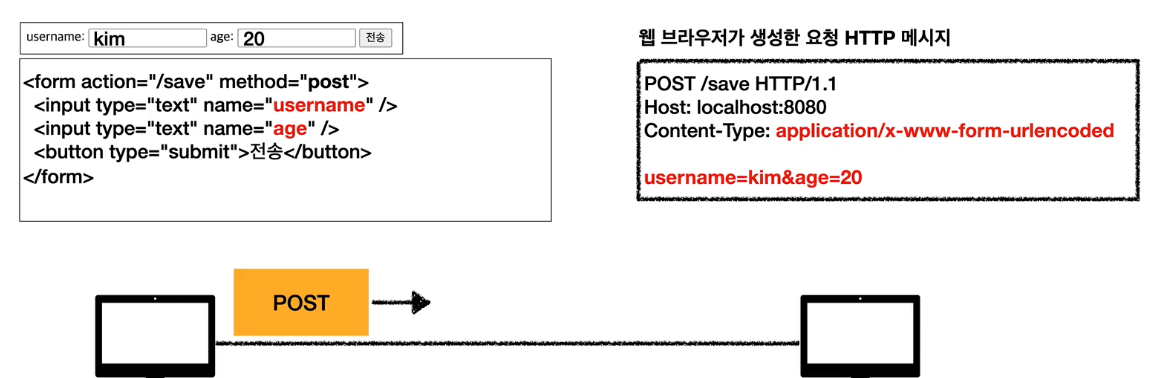 username: kim age: 20 전송
<form action="/save" method="post">
<input type="text" name="username" />
<input type="text" name="age" />
<button type="submit">전송</button>
</form>
웹 브라우저가 생성한 요청 HTTP 메시지
POST /save HTTP/1.1
Host: localhost:8080
Content-Type: application/x-www-form-urlencoded
username=kim&age=20
POST